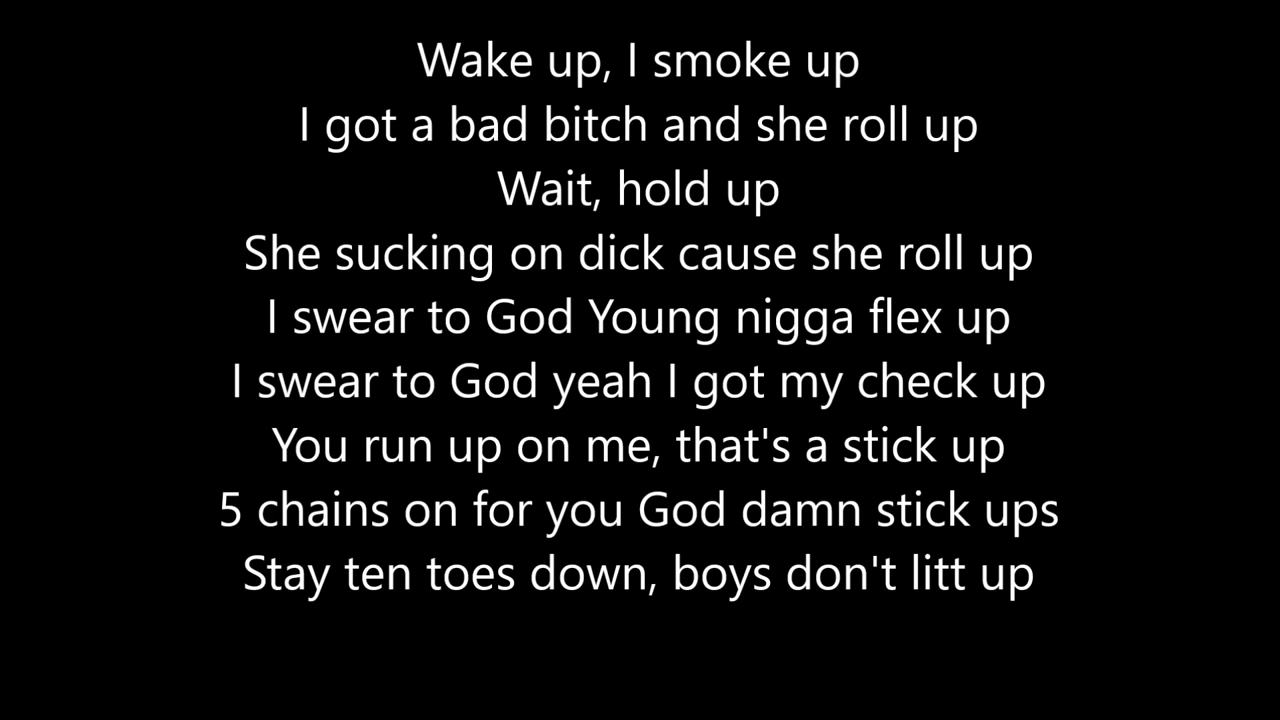 Wake up, I smoke up
I got a bad bitch and she roll up
Wait, hold up
She sucking on dick cause she roll up
I swear to God Young nigga flex up
I swear to God yeah I got my check up
You run up on me, that's a stick up
5 chains on for you God damn stick ups
Stay ten toes down, boys don't litt up